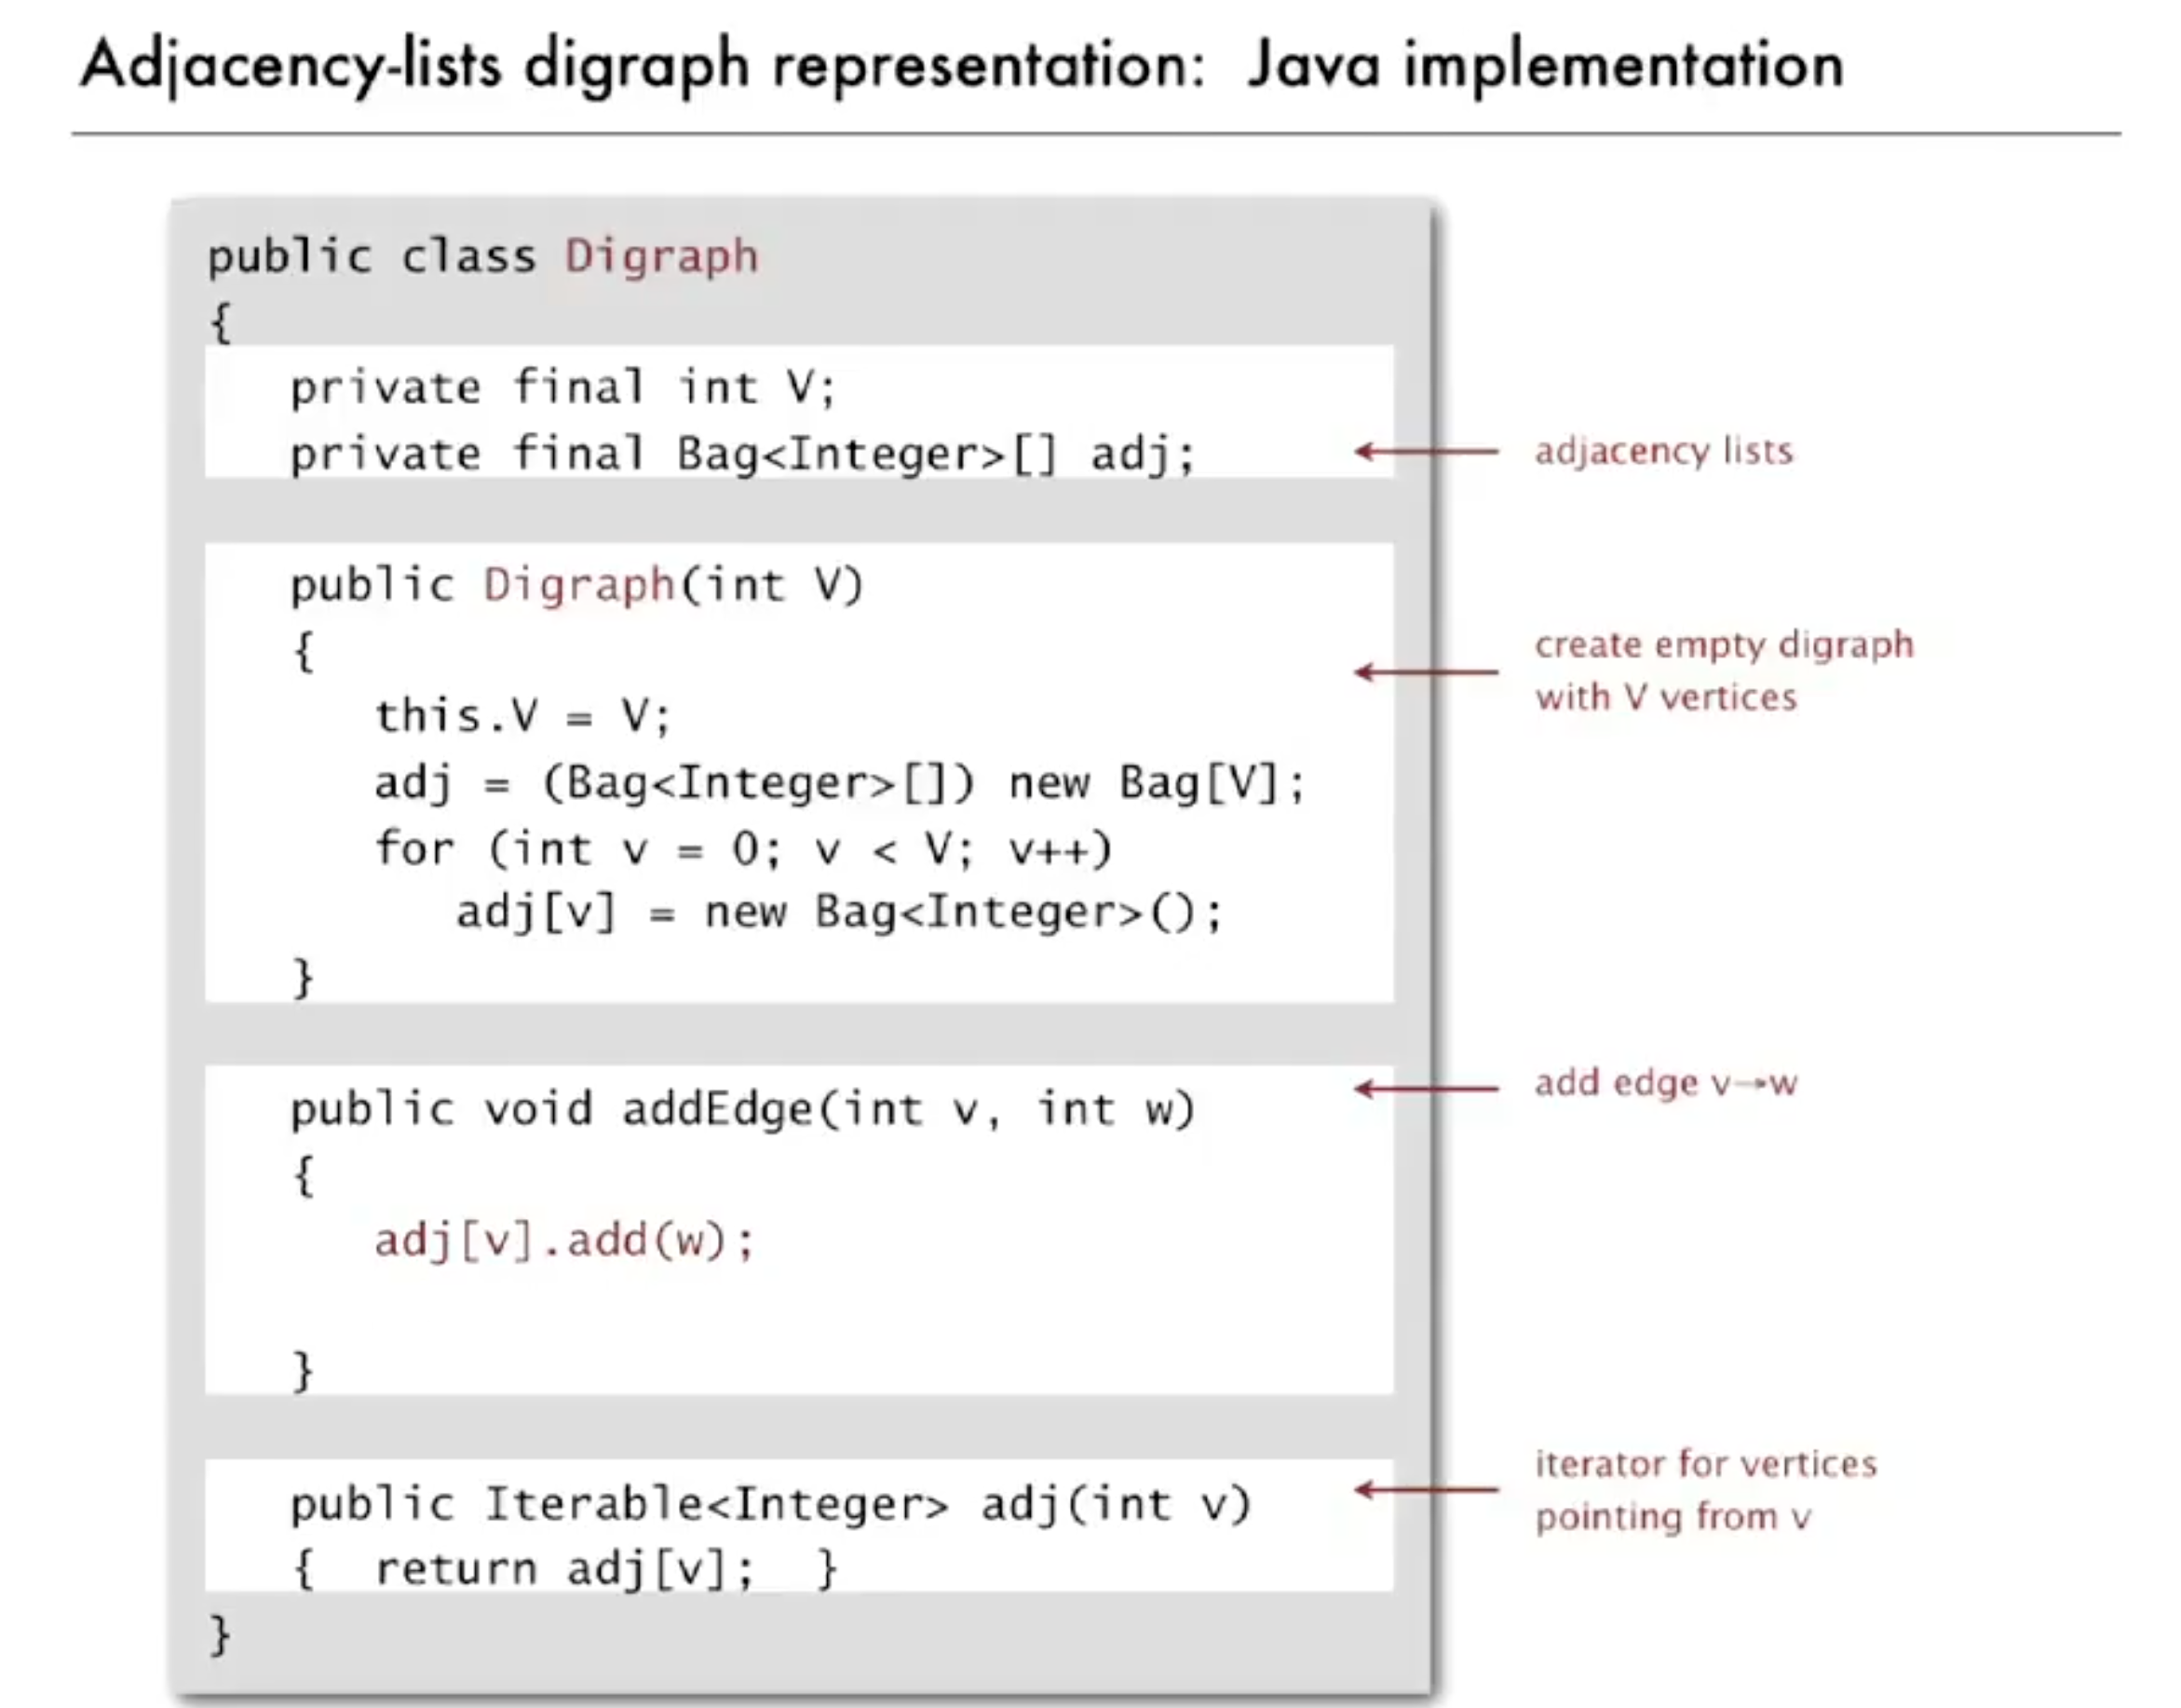 Adjacency-lists digraph representation: Java implementation
public class Digraph
{
private final int V;
private final Bag<Integer>[] adj;
adjacency lists
public Digraph(int V)
{
create empty digraph
with V vertices
this.V = V;
adj = (Bag<Integer>[]) new Bag[V];
for (int v = 0; v < V; v++)
adj[v] = new Bag<Integer>();
}
public void addEdge(int v, int w)
add edge v→w
{
adj[v].add(w);
}
public Iterable<Integer> adj(int v)
{ return adj[v]; }
iterator for vertices
pointing from v
}